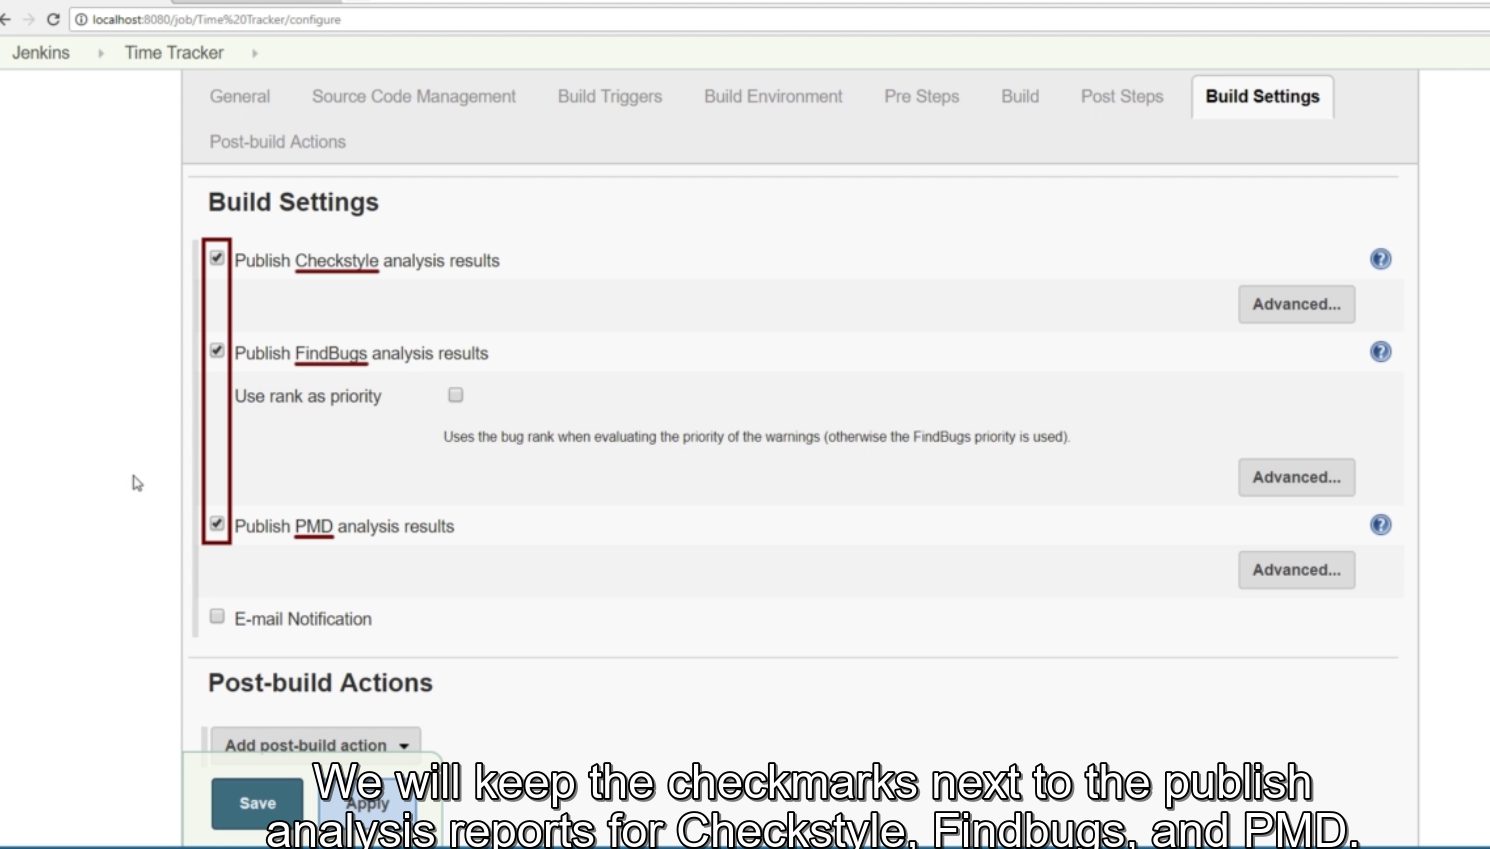 localhost:8080/job/Time%20Tracker/configure
Jenkins Time Tracker
General Source Code Management Build Triggers Build Environment Pre Steps Build Post Steps Build Settings
Post-build Actions
Build Settings
Publish Checkstyle analysis results
Advanced...
Publish FindBugs analysis results
Use rank as priority
Uses the bug rank when evaluating the priority of the warnings (otherwise the FindBugs priority is used).
Advanced...
Publish PMD analysis results
Advanced...
E-mail Notification
Post-build Actions
Add post-build action
Save Apply
We will keep the checkmarks next to the publish
analysis reports for Checkstyle, Findbugs, and PMD.